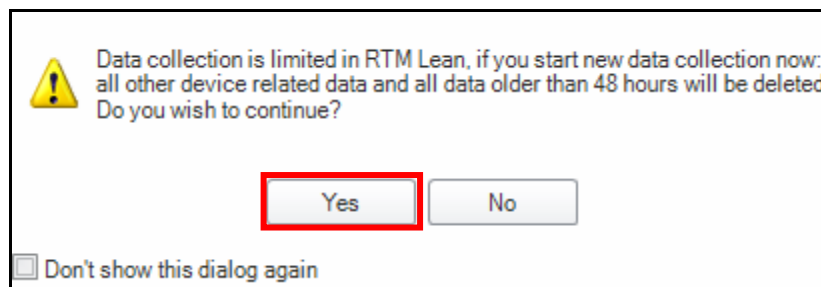 Data collection is limited in RTM Lean, if you start new data collection now:
all other device related data and all data older than 48 hours will be deleted
Do you wish to continue?
Yes No
Don't show this dialog again